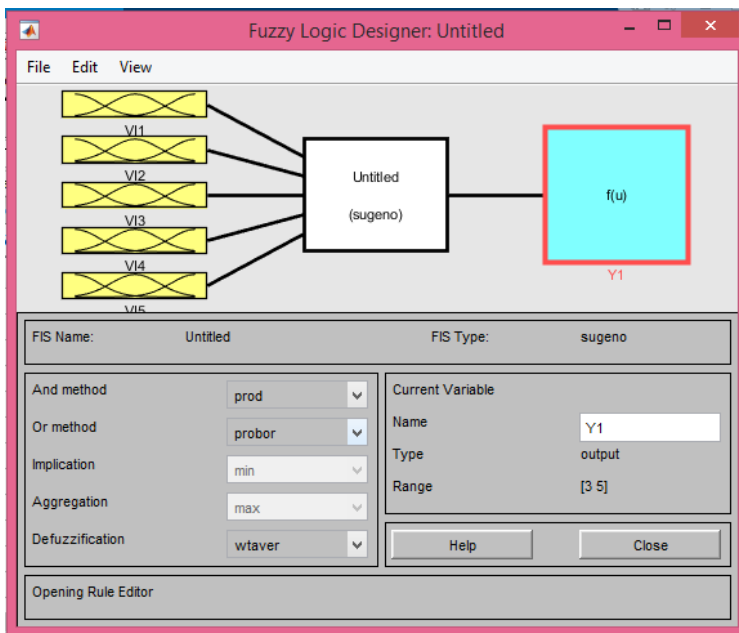 Fuzzy Logic Designer: Untitled
File Edit View
VI1
VI2
VI3
VI4
VI5
Untitled
(sugeno)
f(u)
Y1
FIS Name: Untitled FIS Type: sugeno
And method prod
Or method probor
Implication min
Aggregation max
Defuzzification wtaver
Current Variable
Name Y1
Type output
Range [3 5]
Help Close
Opening Rule Editor